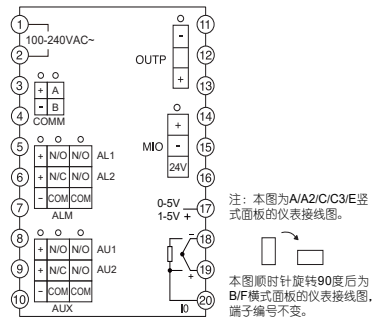 1
100-240VAC~
2
3
+ A
4
- B
COMM
5
+ N/O N/O AL1
6
+ N/C N/O AL2
7
- COM COM
ALM
8
+ N/O N/O AU1
9
+ N/C N/O AU2
10
- COM COM
AUX
11
-
OUTP
12
+
13
14
+
MIO
-
15
24V
16
0-5V
1-5V +
17
18
-
19
+
20
I0
注：本图为A/A2/C/C3/E竖
式面板的仪表接线图。
本图顺时针旋转90度后为
B/F横式面板的仪表接线图，
端子编号不变。